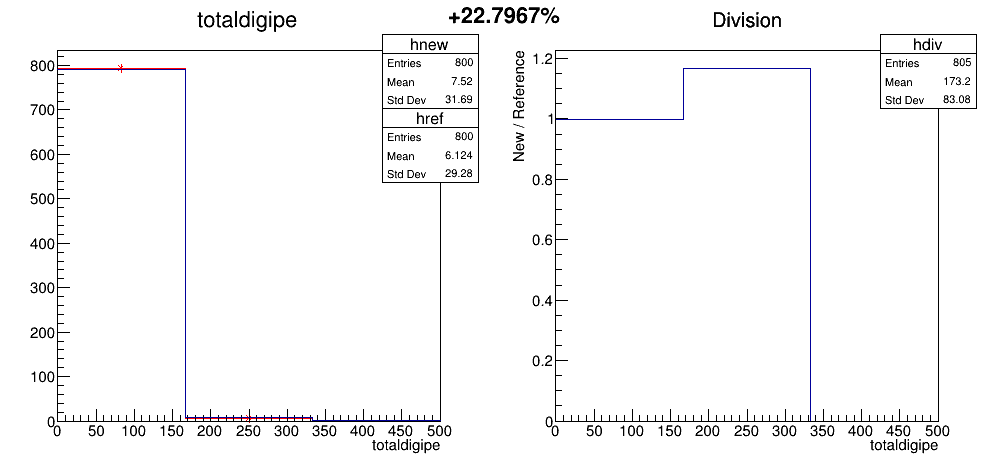 +22.7967%
totaldigipe
hnew
Entries 800
Mean 7.52
Std Dev 31.69
href
Entries 800
Mean 6.124
Std Dev 29.28
800
700
600
500
400
300
200
100
0
0 50 100 150 200 250 300 350 400 450 500
totaldigipe
Division
hdiv
Entries 805
Mean 173.2
Std Dev 83.08
New / Reference
1.2
1
0.8
0.6
0.4
0.2
0
0 50 100 150 200 250 300 350 400 450 500
totaldigipe